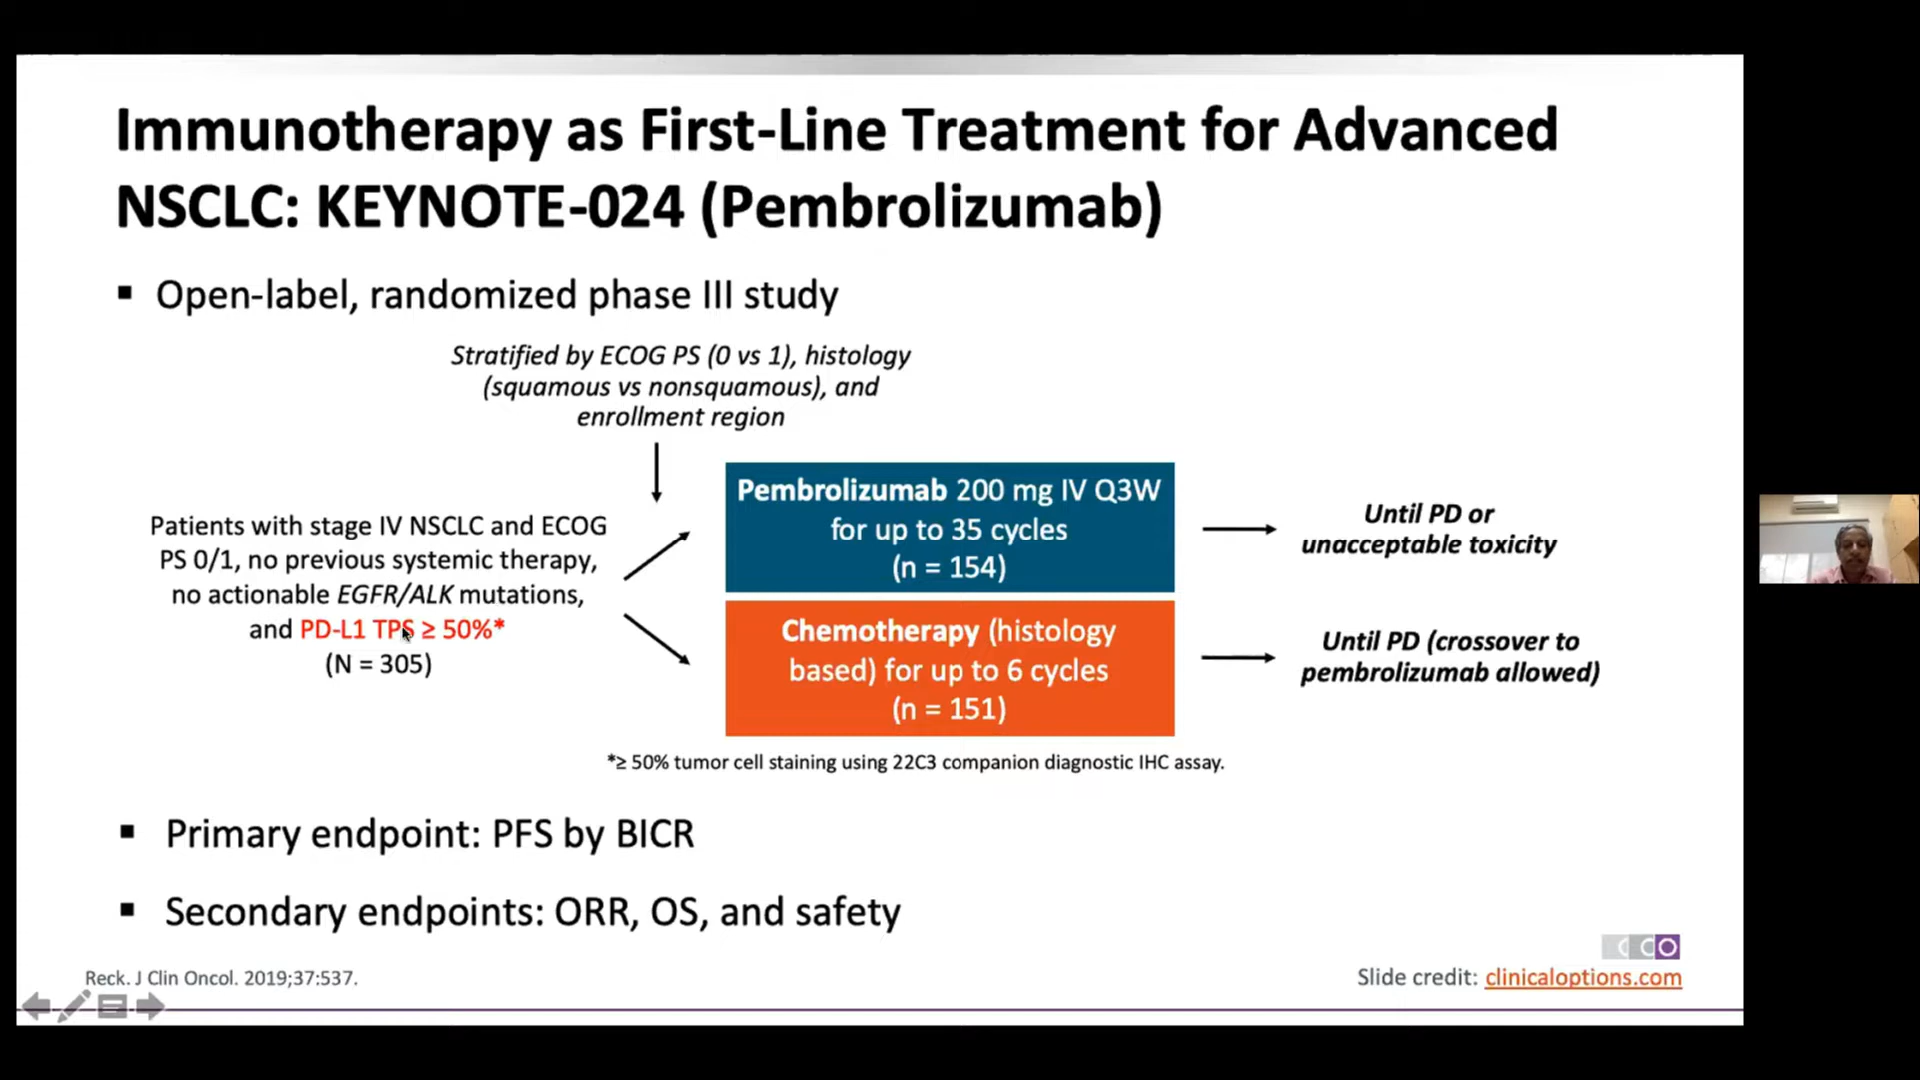 Immunotherapy as First-Line Treatment for Advanced
NSCLC: KEYNOTE-024 (Pembrolizumab)
▪ Open-label, randomized phase III study
Stratified by ECOG PS (0 vs 1), histology
(squamous vs nonsquamous), and
enrollment region
Patients with stage IV NSCLC and ECOG
PS 0/1, no previous systemic therapy,
no actionable EGFR/ALK mutations,
and PD-L1 TPS ≥ 50%*
(N = 305)
Pembrolizumab 200 mg IV Q3W
for up to 35 cycles
(n = 154)
Until PD or
unacceptable toxicity
Chemotherapy (histology
based) for up to 6 cycles
(n = 151)
Until PD (crossover to
pembrolizumab allowed)
*≥ 50% tumor cell staining using 22C3 companion diagnostic IHC assay.
▪ Primary endpoint: PFS by BICR
▪ Secondary endpoints: ORR, OS, and safety
CCO
Reck. J Clin Oncol. 2019;37:537.
Slide credit: clinicaloptions.com